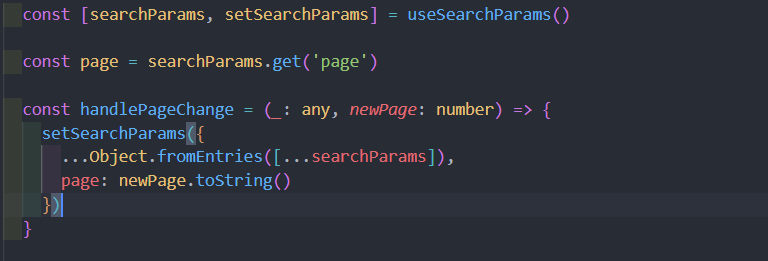 const [searchParams, setSearchParams] = useSearchParams()
const page = searchParams.get('page')
const handlePageChange = (_: any, newPage: number) => {
setSearchParams({
...Object.fromEntries([...searchParams]),
page: newPage.toString()
})
}